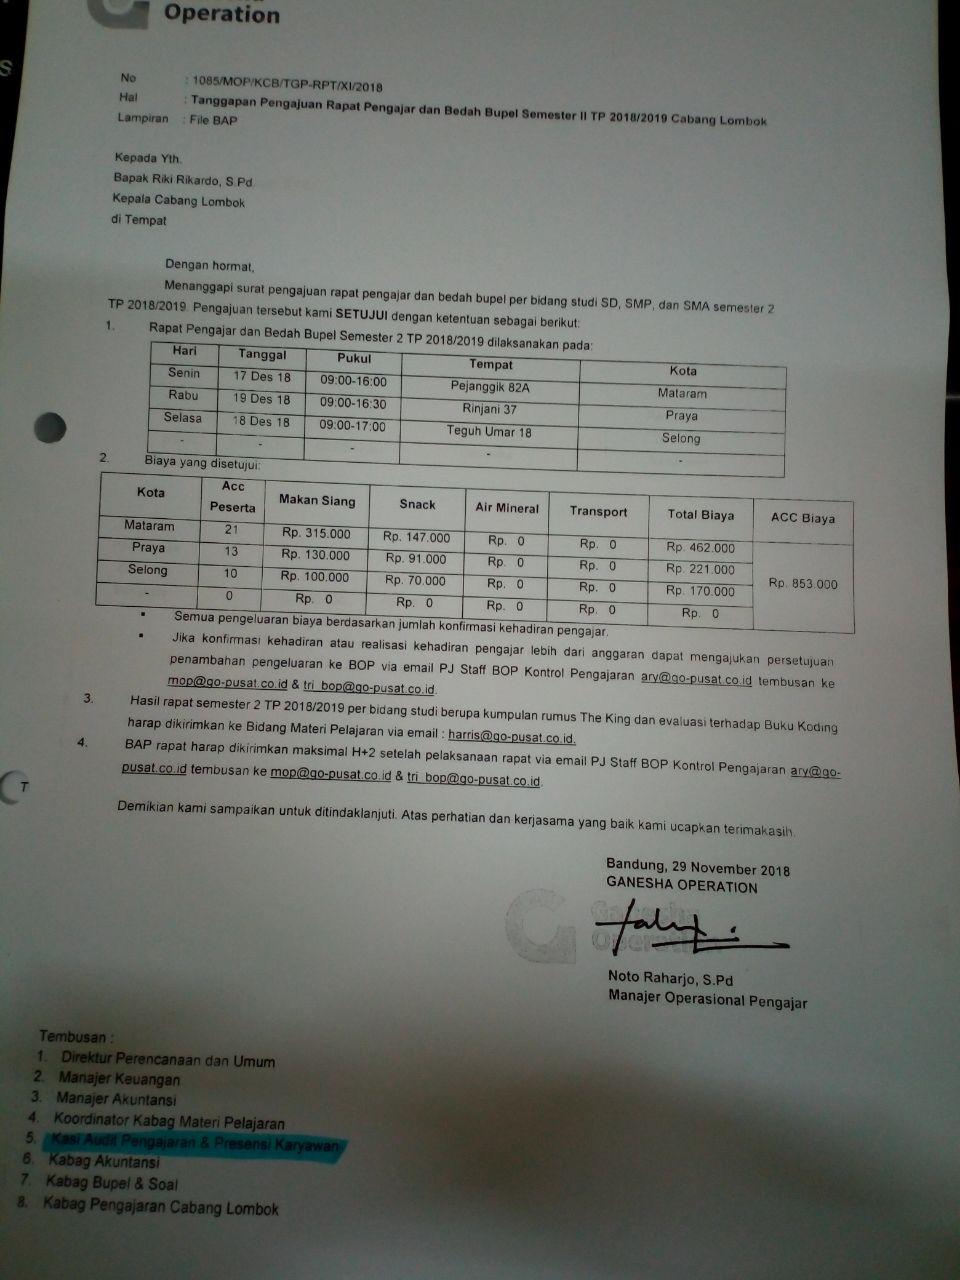 Operation
No : 1085/MOP/KCB/TGP-RPT/XI/2018
Hal : Tanggapan Pengajuan Rapat Pengajar dan Bedah Bupel Semester II TP 2018/2019 Cabang Lombok
Lampiran : File BAP
Kepada Yth.
Bapak Riki Rikardo, S.Pd.
Kepala Cabang Lombok
di Tempat
Dengan hormat,
Menanggapi surat pengajuan rapat pengajar dan bedah bupel per bidang studi SD, SMP, dan SMA semester 2
TP 2018/2019. Pengajuan tersebut kami SETUJUI dengan ketentuan sebagai berikut:
1. Rapat Pengajar dan Bedah Bupel Semester 2 TP 2018/2019 dilaksanakan pada:
Hari Tanggal Pukul Tempat Kota
Senin 17 Des 18 09:00-16:00 Pejanggik 82A Mataram
Rabu 19 Des 18 09:00-16:30 Rinjani 37 Praya
Selasa 18 Des 18 09:00-17:00 Teguh Umar 18 Selong
- - - - -
2. Biaya yang disetujui:
Kota Acc Peserta Makan Siang Snack Air Mineral Transport Total Biaya ACC Biaya
Mataram 21 Rp. 315.000 Rp. 147.000 Rp. 0 Rp. 0 Rp. 462.000 Rp. 853.000
Praya 13 Rp. 130.000 Rp. 91.000 Rp. 0 Rp. 0 Rp. 221.000
Selong 10 Rp. 100.000 Rp. 70.000 Rp. 0 Rp. 0 Rp. 170.000
- 0 Rp. 0 Rp. 0 Rp. 0 Rp. 0 Rp. 0
▪ Semua pengeluaran biaya berdasarkan jumlah konfirmasi kehadiran pengajar.
▪ Jika konfirmasi kehadiran atau realisasi kehadiran pengajar lebih dari anggaran dapat mengajukan persetujuan
penambahan pengeluaran ke BOP via email PJ Staff BOP Kontrol Pengajaran ary@go-pusat.co.id tembusan ke
mop@go-pusat.co.id & tri_bop@go-pusat.co.id.
3. Hasil rapat semester 2 TP 2018/2019 per bidang studi berupa kumpulan rumus The King dan evaluasi terhadap Buku Koding
harap dikirimkan ke Bidang Materi Pelajaran via email : harris@go-pusat.co.id.
4. BAP rapat harap dikirimkan maksimal H+2 setelah pelaksanaan rapat via email PJ Staff BOP Kontrol Pengajaran ary@go-
pusat.co.id tembusan ke mop@go-pusat.co.id & tri_bop@go-pusat.co.id.
Demikian kami sampaikan untuk ditindaklanjuti. Atas perhatian dan kerjasama yang baik kami ucapkan terimakasih.
Bandung, 29 November 2018
GANESHA OPERATION
Ganesha
Operation
Noto Raharjo, S.Pd
Manajer Operasional Pengajar
Tembusan :
1. Direktur Perencanaan dan Umum
2. Manajer Keuangan
3. Manajer Akuntansi
4. Koordinator Kabag Materi Pelajaran
5. Kasi Audit Pengajaran & Presensi Karyawan
6. Kabag Akuntansi
7. Kabag Bupel & Soal
8. Kabag Pengajaran Cabang Lombok